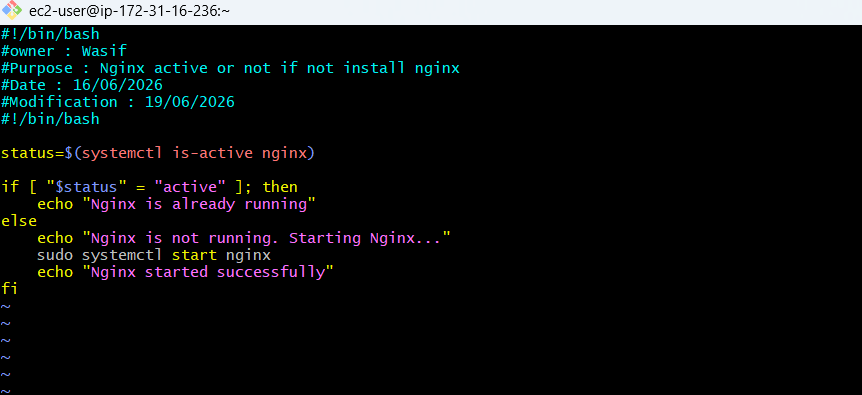 ec2-user@ip-172-31-16-236:~
#!/bin/bash
#owner : Wasif
#Purpose : Nginx active or not if not install nginx
#Date : 16/06/2026
#Modification : 19/06/2026
#!/bin/bash

status=$(systemctl is-active nginx)

if [ "$status" = "active" ]; then
    echo "Nginx is already running"
else
    echo "Nginx is not running. Starting Nginx..."
    sudo systemctl start nginx
    echo "Nginx started successfully"
fi
~
~
~
~
~
~